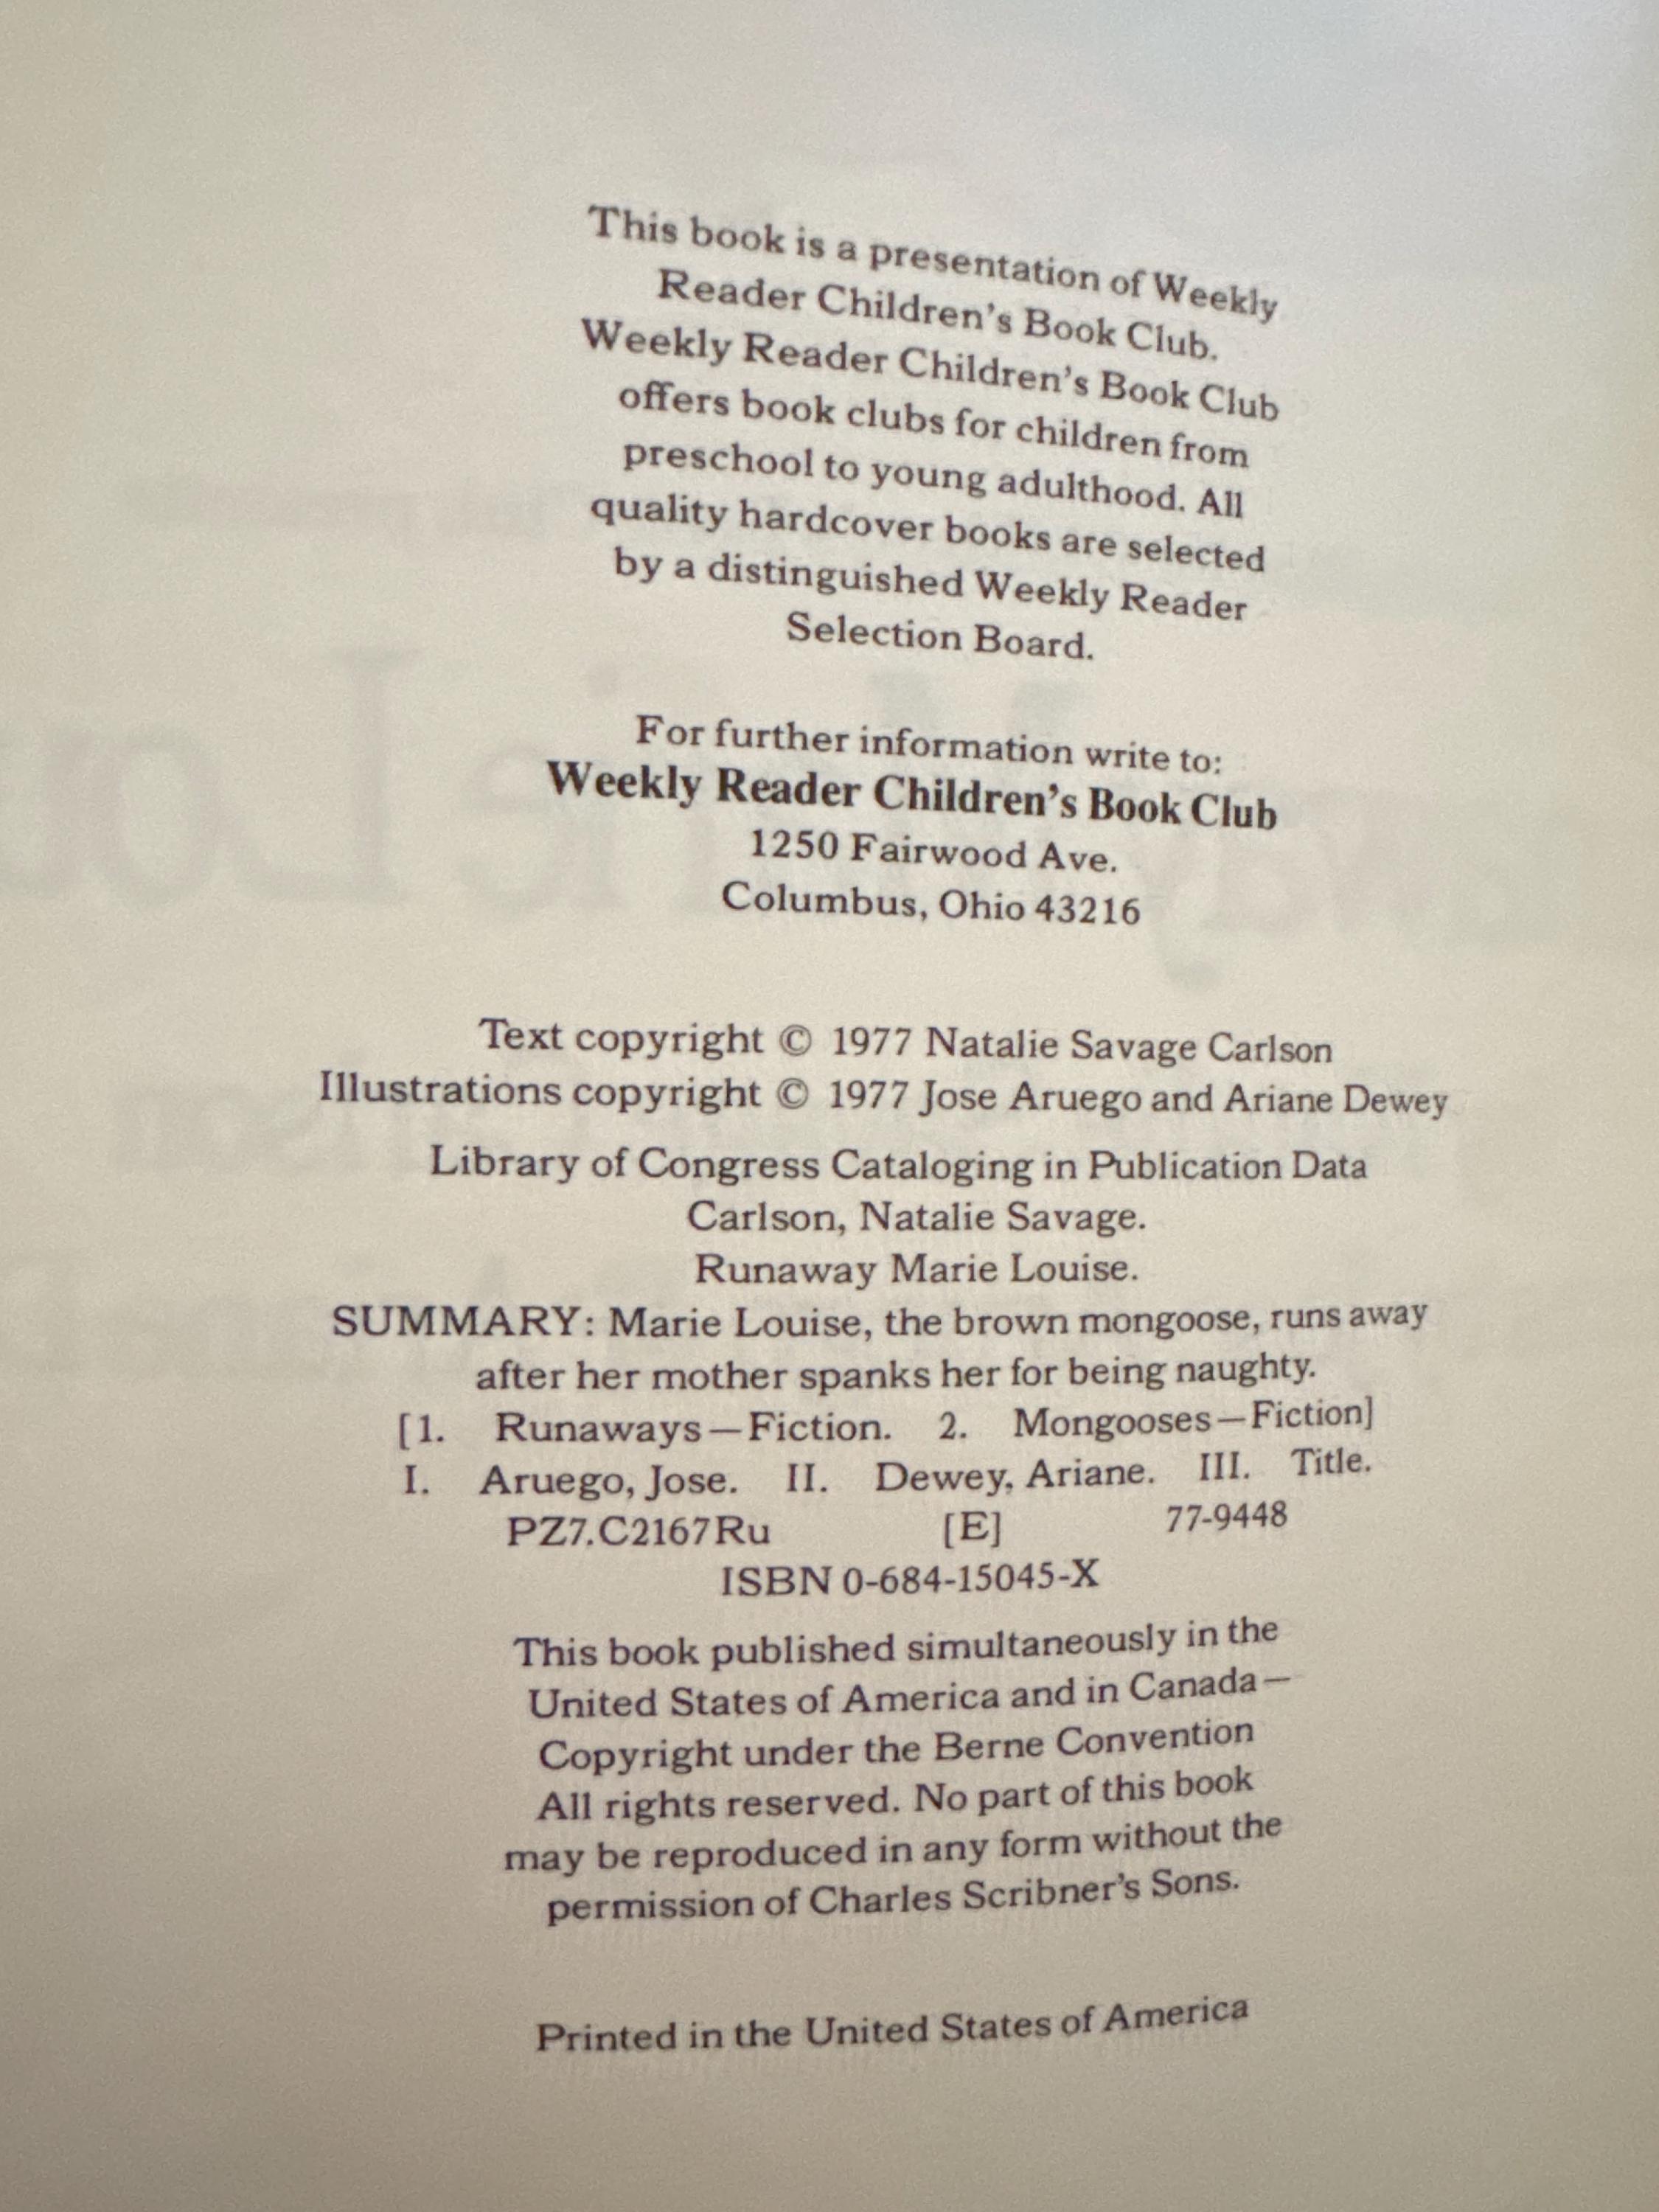 This book is a presentation of Weekly
Reader Children's Book Club.
Weekly Reader Children's Book Club
offers book clubs for children from
preschool to young adulthood. All
quality hardcover books are selected
by a distinguished Weekly Reader
Selection Board.
For further information write to:
Weekly Reader Children's Book Club
1250 Fairwood Ave.
Columbus, Ohio 43216
Text copyright © 1977 Natalie Savage Carlson
Illustrations copyright © 1977 Jose Aruego and Ariane Dewey
Library of Congress Cataloging in Publication Data
Carlson, Natalie Savage.
Runaway Marie Louise.
SUMMARY: Marie Louise, the brown mongoose, runs away
after her mother spanks her for being naughty.
[1. Runaways—Fiction. 2. Mongooses—Fiction]
I. Aruego, Jose. II. Dewey, Ariane. III. Title.
PZ7.C2167Ru [E] 77-9448
ISBN 0-684-15045-X
This book published simultaneously in the
United States of America and in Canada—
Copyright under the Berne Convention
All rights reserved. No part of this book
may be reproduced in any form without the
permission of Charles Scribner's Sons.
Printed in the United States of America